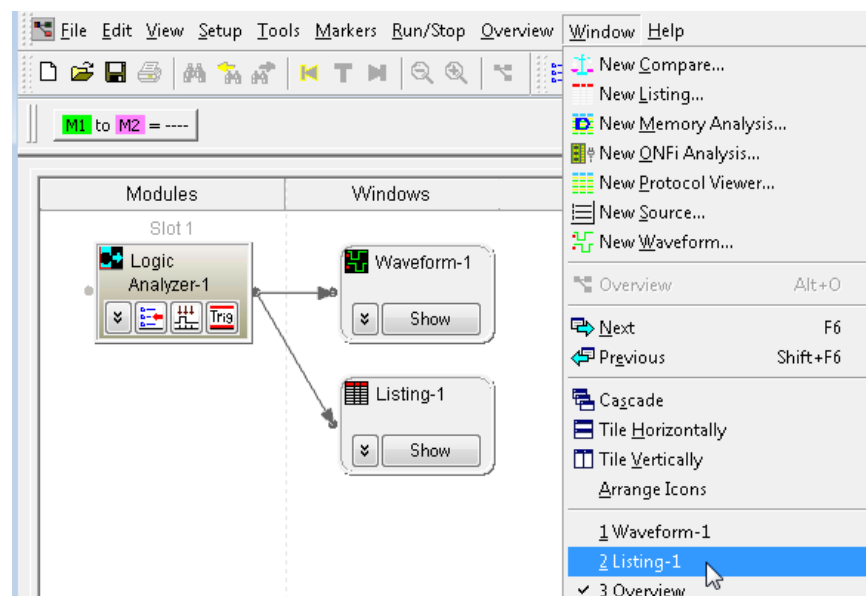 File Edit View Setup Tools Markers Run/Stop Overview Window Help
M1 to M2 = ----
Modules Windows
Slot 1
Logic
Analyzer-1
Trig
Waveform-1
Show
Listing-1
Show
New Compare...
New Listing...
New Memory Analysis...
New ONFi Analysis...
New Protocol Viewer...
New Source...
New Waveform...
Overview Alt+O
Next F6
Previous Shift+F6
Cascade
Tile Horizontally
Tile Vertically
Arrange Icons
1 Waveform-1
2 Listing-1
3 Overview